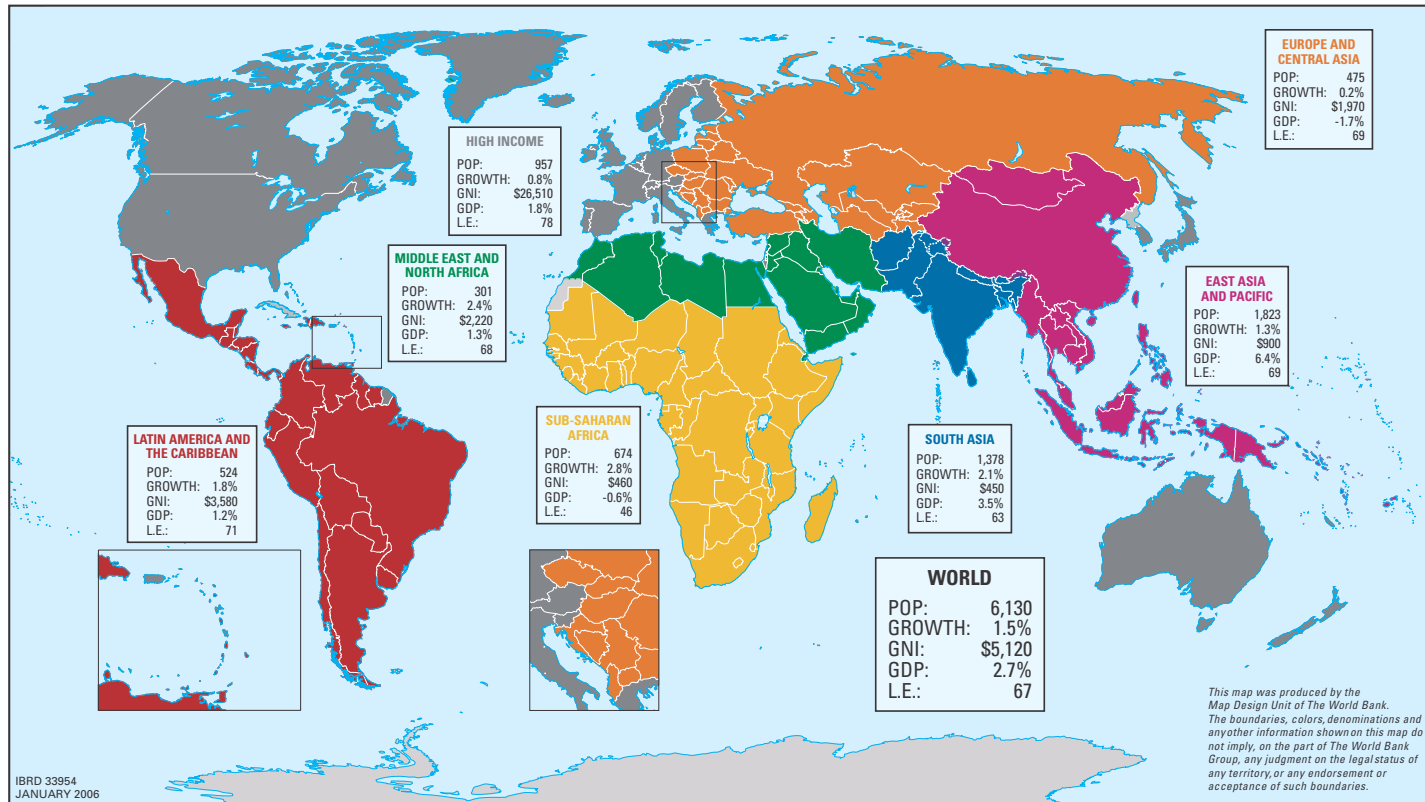 EUROPE AND
CENTRAL ASIA
POP: 475
GROWTH: 0.2%
GNI: $1,970
GDP: -1.7%
L.E.: 69
HIGH INCOME
POP: 957
GROWTH: 0.8%
GNI: $26,510
GDP: 1.8%
L.E.: 78
MIDDLE EAST AND
NORTH AFRICA
POP: 301
GROWTH: 2.4%
GNI: $2,220
GDP: 1.3%
L.E.: 68
EAST ASIA
AND PACIFIC
POP: 1,823
GROWTH: 1.3%
GNI: $900
GDP: 6.4%
L.E.: 69
LATIN AMERICA AND
THE CARIBBEAN
POP: 524
GROWTH: 1.8%
GNI: $3,580
GDP: 1.2%
L.E.: 71
SUB-SAHARAN
AFRICA
POP: 674
GROWTH: 2.8%
GNI: $460
GDP: -0.6%
L.E.: 46
SOUTH ASIA
POP: 1,378
GROWTH: 2.1%
GNI: $450
GDP: 3.5%
L.E.: 63
WORLD
POP: 6,130
GROWTH: 1.5%
GNI: $5,120
GDP: 2.7%
L.E.: 67
This map was produced by the
Map Design Unit of The World Bank.
The boundaries, colors, denominations and
any other information shown on this map do
not imply, on the part of The World Bank
Group, any judgment on the legal status of
any territory, or any endorsement or
acceptance of such boundaries.
IBRD 33954
JANUARY 2006